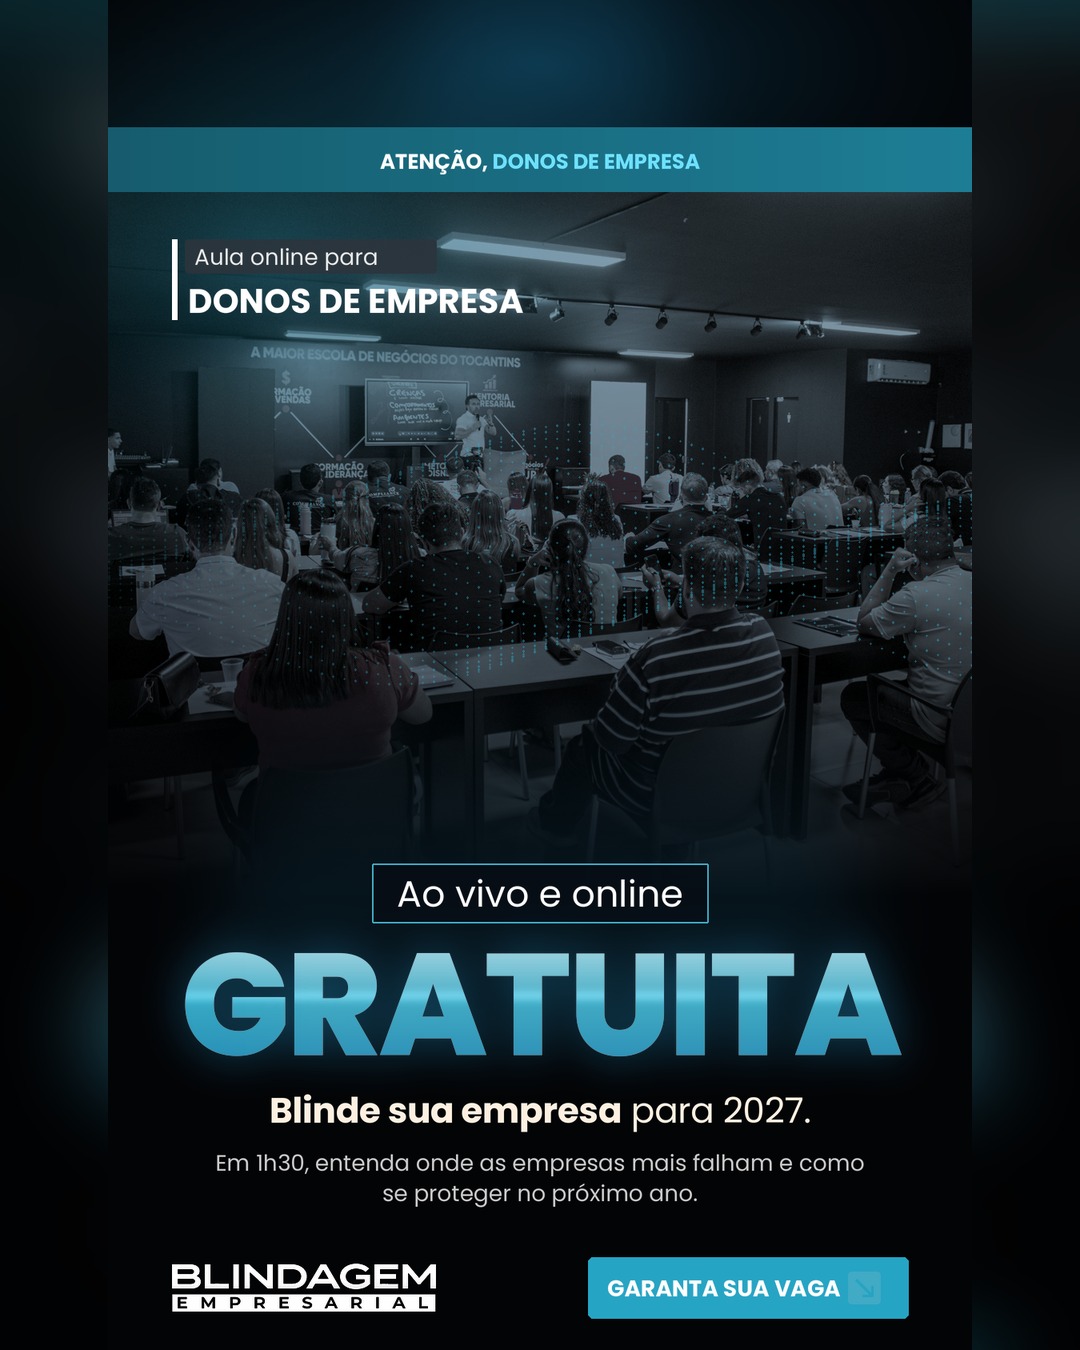 ATENÇÃO, DONOS DE EMPRESA
Aula online para
DONOS DE EMPRESA
A MAIOR ESCOLA DE NEGÓCIOS DO TOCANTINS
$
Ao vivo e online
GRATUITA
Blinde sua empresa para 2027.
Em 1h30, entenda onde as empresas mais falham e como
se proteger no próximo ano.
BLINDAGEM
EMPRESARIAL
GARANTA SUA VAGA